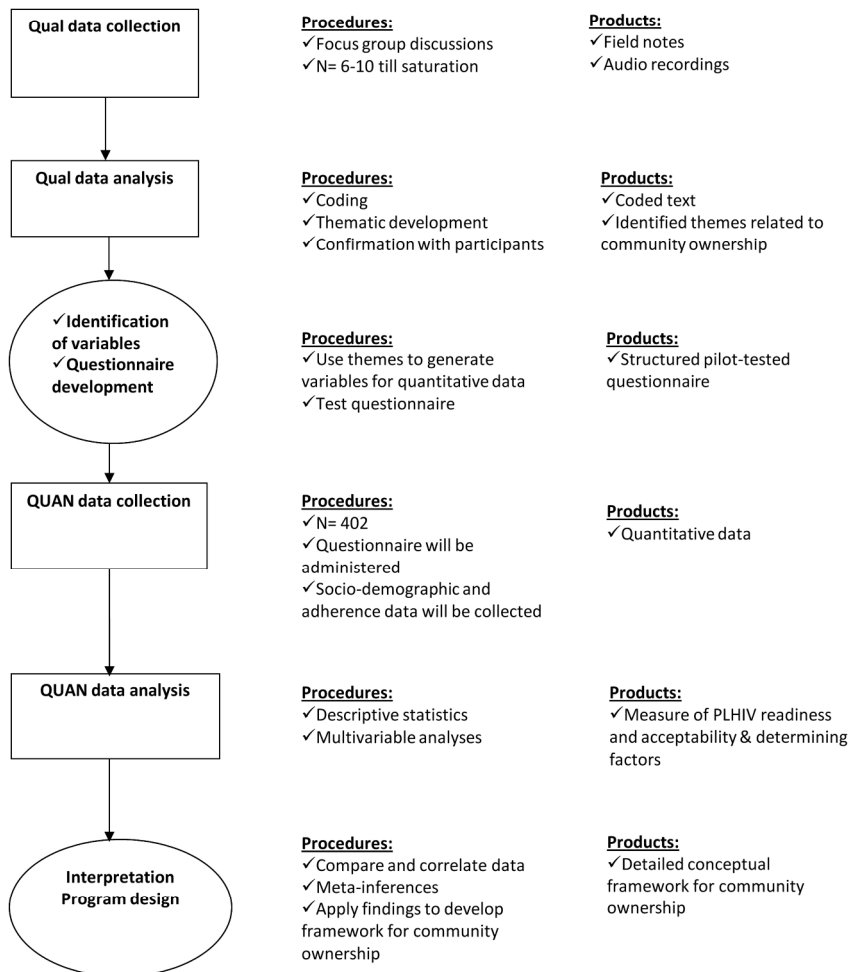 Qual data collection
Procedures:
✓Focus group discussions
✓N= 6-10 till saturation
Products:
✓Field notes
✓Audio recordings
Qual data analysis
Procedures:
✓Coding
✓Thematic development
✓Confirmation with participants
Products:
✓Coded text
✓Identified themes related to
community ownership
✓Identification
of variables
✓Questionnaire
development
Procedures:
✓Use themes to generate
variables for quantitative data
✓Test questionnaire
Products:
✓Structured pilot-tested
questionnaire
QUAN data collection
Procedures:
✓N= 402
✓Questionnaire will be
administered
✓Socio-demographic and
adherence data will be collected
Products:
✓Quantitative data
QUAN data analysis
Procedures:
✓Descriptive statistics
✓Multivariable analyses
Products:
✓Measure of PLHIV readiness
and acceptability & determining
factors
Interpretation
Program design
Procedures:
✓Compare and correlate data
✓Meta-inferences
✓Apply findings to develop
framework for community
ownership
Products:
✓Detailed conceptual
framework for community
ownership